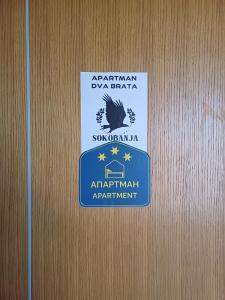 APARTMAN
DVA BRATA
SOKOBANJA
АПАРТМАН
APARTMENT